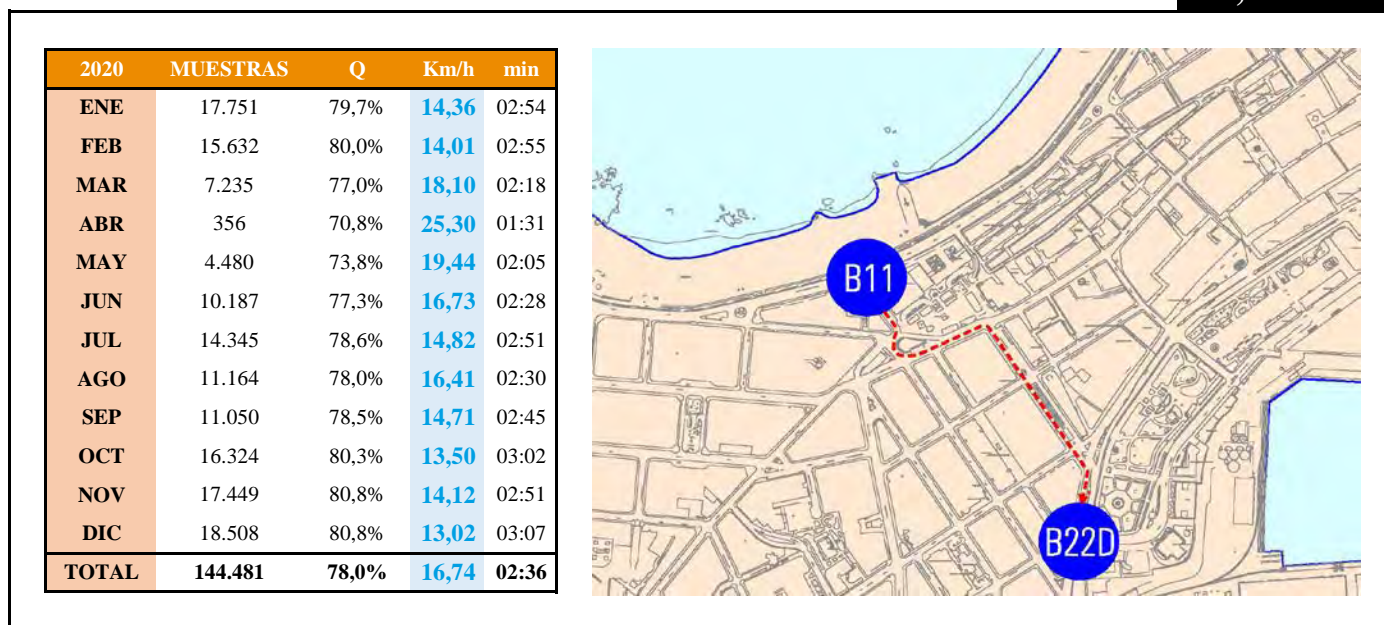 2020 MUESTRAS Q Km/h min
ENE 17.751 79,7% 14,36 02:54
FEB 15.632 80,0% 14,01 02:55
MAR 7.235 77,0% 18,10 02:18
ABR 356 70,8% 25,30 01:31
MAY 4.480 73,8% 19,44 02:05
JUN 10.187 77,3% 16,73 02:28
JUL 14.345 78,6% 14,82 02:51
AGO 11.164 78,0% 16,41 02:30
SEP 11.050 78,5% 14,71 02:45
OCT 16.324 80,3% 13,50 03:02
NOV 17.449 80,8% 14,12 02:51
DIC 18.508 80,8% 13,02 03:07
TOTAL 144.481 78,0% 16,74 02:36
B11
B22D